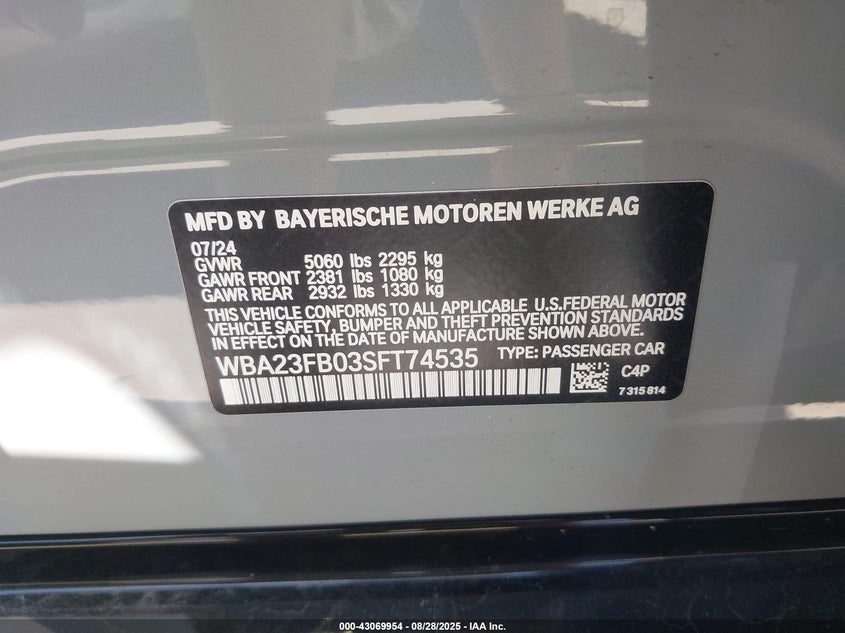 MFD BY BAYERISCHE MOTOREN WERKE AG
07/24
GVWR 5060 lbs 2295 kg
GAWR FRONT 2381 lbs 1080 kg
GAWR REAR 2932 lbs 1330 kg
THIS VEHICLE CONFORMS TO ALL APPLICABLE U.S.FEDERAL MOTOR
VEHICLE SAFETY, BUMPER AND THEFT PREVENTION STANDARDS
IN EFFECT ON THE DATE OF MANUFACTURE SHOWN ABOVE.
WBA23FB03SFT74535 TYPE: PASSENGER CAR
C4P
7 315 814
000-43069954 | 08/28/2025 - IAA Inc.